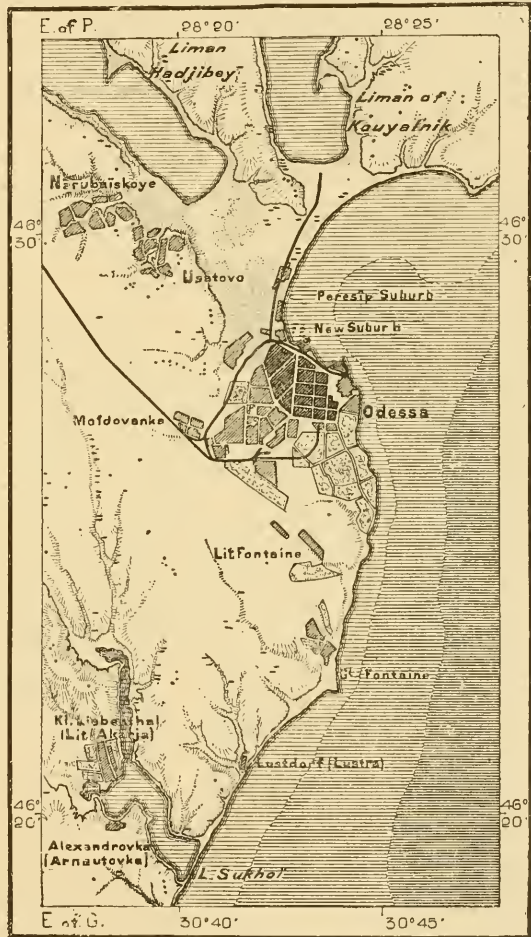 E. of P. 28°20' 28°25'
Liman
Hadjibey
Liman of
Kouyalnik
Narubaiskoye
46° 46°
30' 30'
Usatovo
Peresip Suburb
New Suburb
Moldovanka
Odessa
Lit Fontaine
Gt Fontaine
Kl. Liebenthal
(Lit. Akarja)
Lustdorf (Lustra)
46° 46°
20' 20'
Alexandrovka
(Arnautovka)
L. Sukhoi
E. of G. 30°40' 30°45'